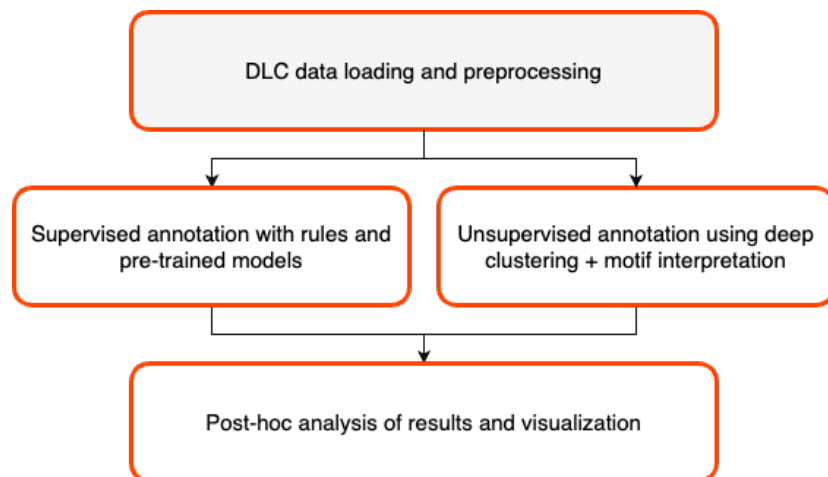 DLC data loading and preprocessing
Supervised annotation with rules and
pre-trained models
Unsupervised annotation using deep
clustering + motif interpretation
Post-hoc analysis of results and visualization